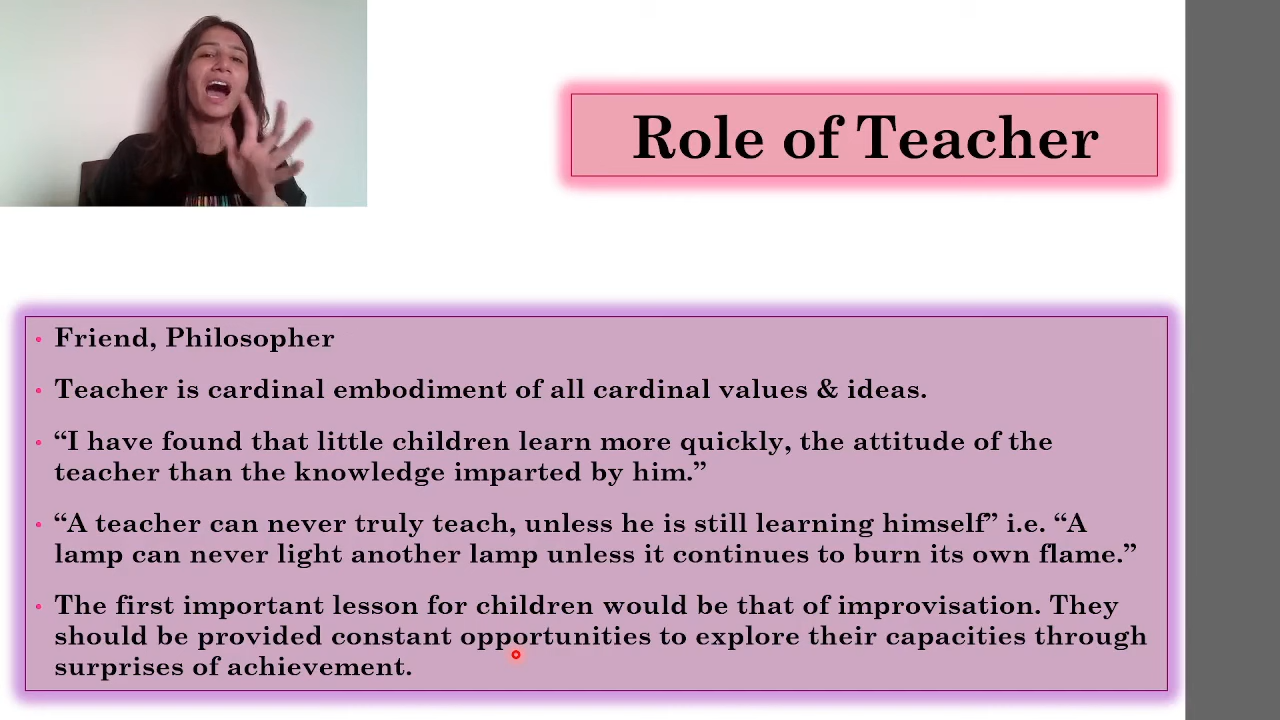 Role of Teacher
• Friend, Philosopher
• Teacher is cardinal embodiment of all cardinal values & ideas.
• “I have found that little children learn more quickly, the attitude of the
teacher than the knowledge imparted by him.”
• “A teacher can never truly teach, unless he is still learning himself” i.e. “A
lamp can never light another lamp unless it continues to burn its own flame.”
• The first important lesson for children would be that of improvisation. They
should be provided constant opportunities to explore their capacities through
surprises of achievement.